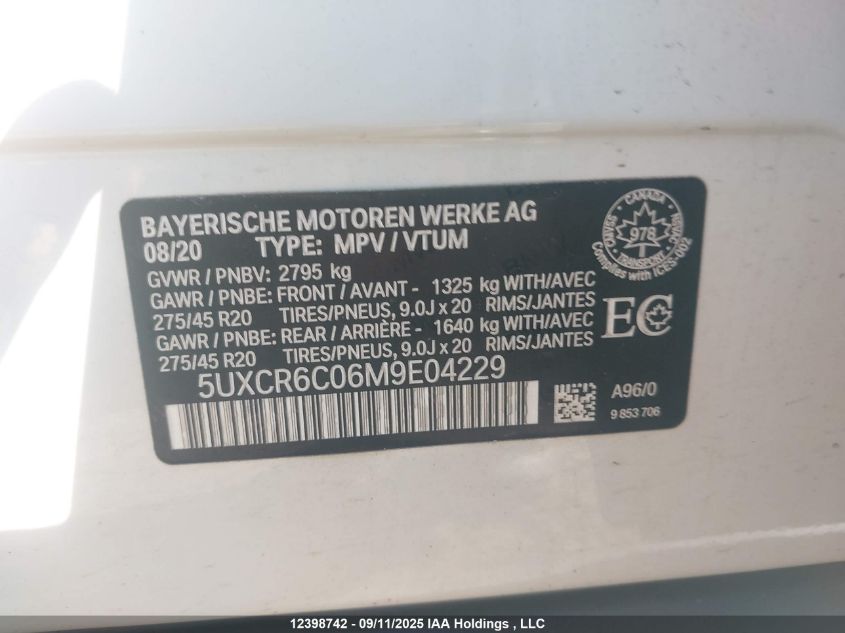 BAYERISCHE MOTOREN WERKE AG
08/20 TYPE: MPV / VTUM
GVWR / PNBV: 2795 kg
GAWR / PNBE: FRONT / AVANT - 1325 kg WITH/AVEC
275/45 R20 TIRES/PNEUS, 9.0J x 20 RIMS/JANTES
GAWR / PNBE: REAR / ARRIÈRE - 1640 kg WITH/AVEC
275/45 R20 TIRES/PNEUS, 9.0J x 20 RIMS/JANTES
5UXCR6C06M9E04229
CANADA
978
TRANSPORT
Complies with ICES-002
EC
A96/0
9 853 706
12398742 - 09/11/2025 IAA Holdings , LLC